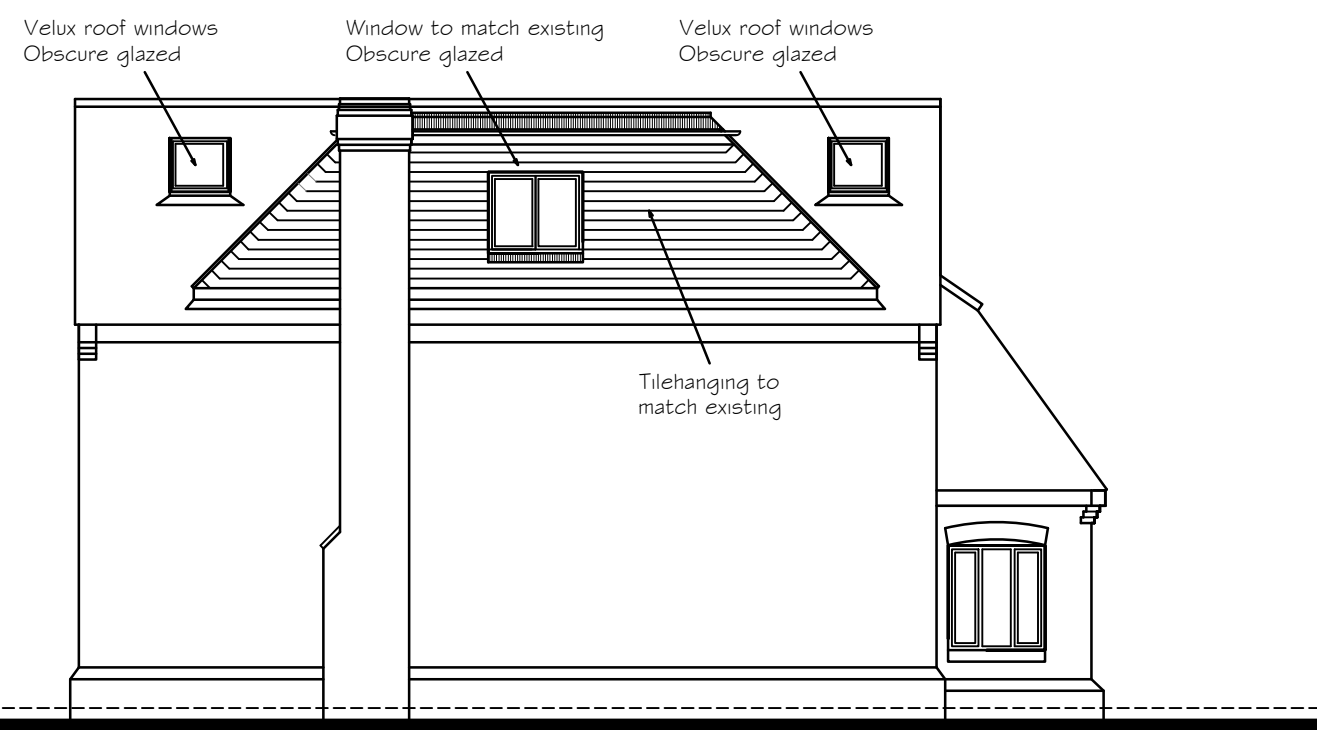 Velux roof windows
Obscure glazed
Window to match existing
Obscure glazed
Velux roof windows
Obscure glazed
Tilehanging to
match existing